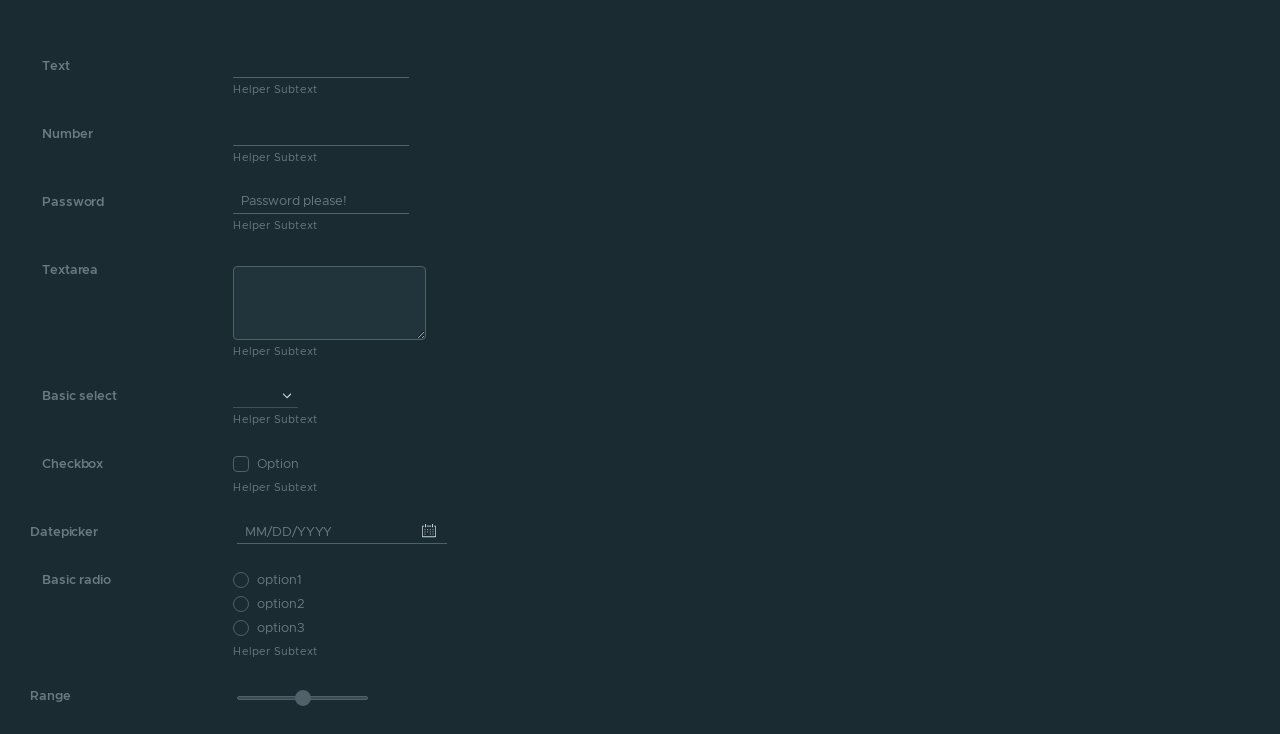 Text
Helper Subtext
Number
Helper Subtext
Password
Password please!
Helper Subtext
Textarea
Helper Subtext
Basic select
Helper Subtext
Checkbox
Option
Helper Subtext
Datepicker
MM/DD/YYYY
Basic radio
option1
option2
option3
Helper Subtext
Range